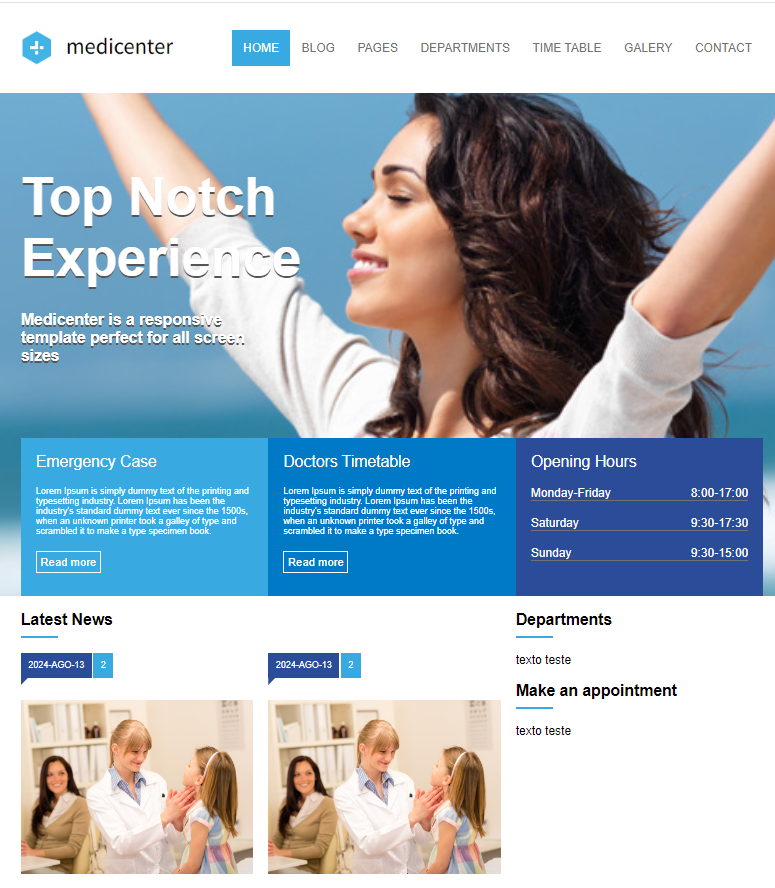 medicenter
HOME
BLOG
PAGES
DEPARTMENTS
TIME TABLE
GALERY
CONTACT
Top Notch
Experience
Medicenter is a responsive
template perfect for all screen
sizes
Emergency Case
Lorem Ipsum is simply dummy text of the printing and
typesetting industry. Lorem Ipsum has been the
industry's standard dummy text ever since the 1500s,
when an unknown printer took a galley of type and
scrambled it to make a type specimen book.
Read more
Doctors Timetable
Lorem Ipsum is simply dummy text of the printing and
typesetting industry. Lorem Ipsum has been the
industry's standard dummy text ever since the 1500s,
when an unknown printer took a galley of type and
scrambled it to make a type specimen book.
Read more
Opening Hours
Monday-Friday 8:00-17:00
Saturday 9:30-17:30
Sunday 9:30-15:00
Latest News
2024-AGO-13 2
2024-AGO-13 2
Departments
texto teste
Make an appointment
texto teste